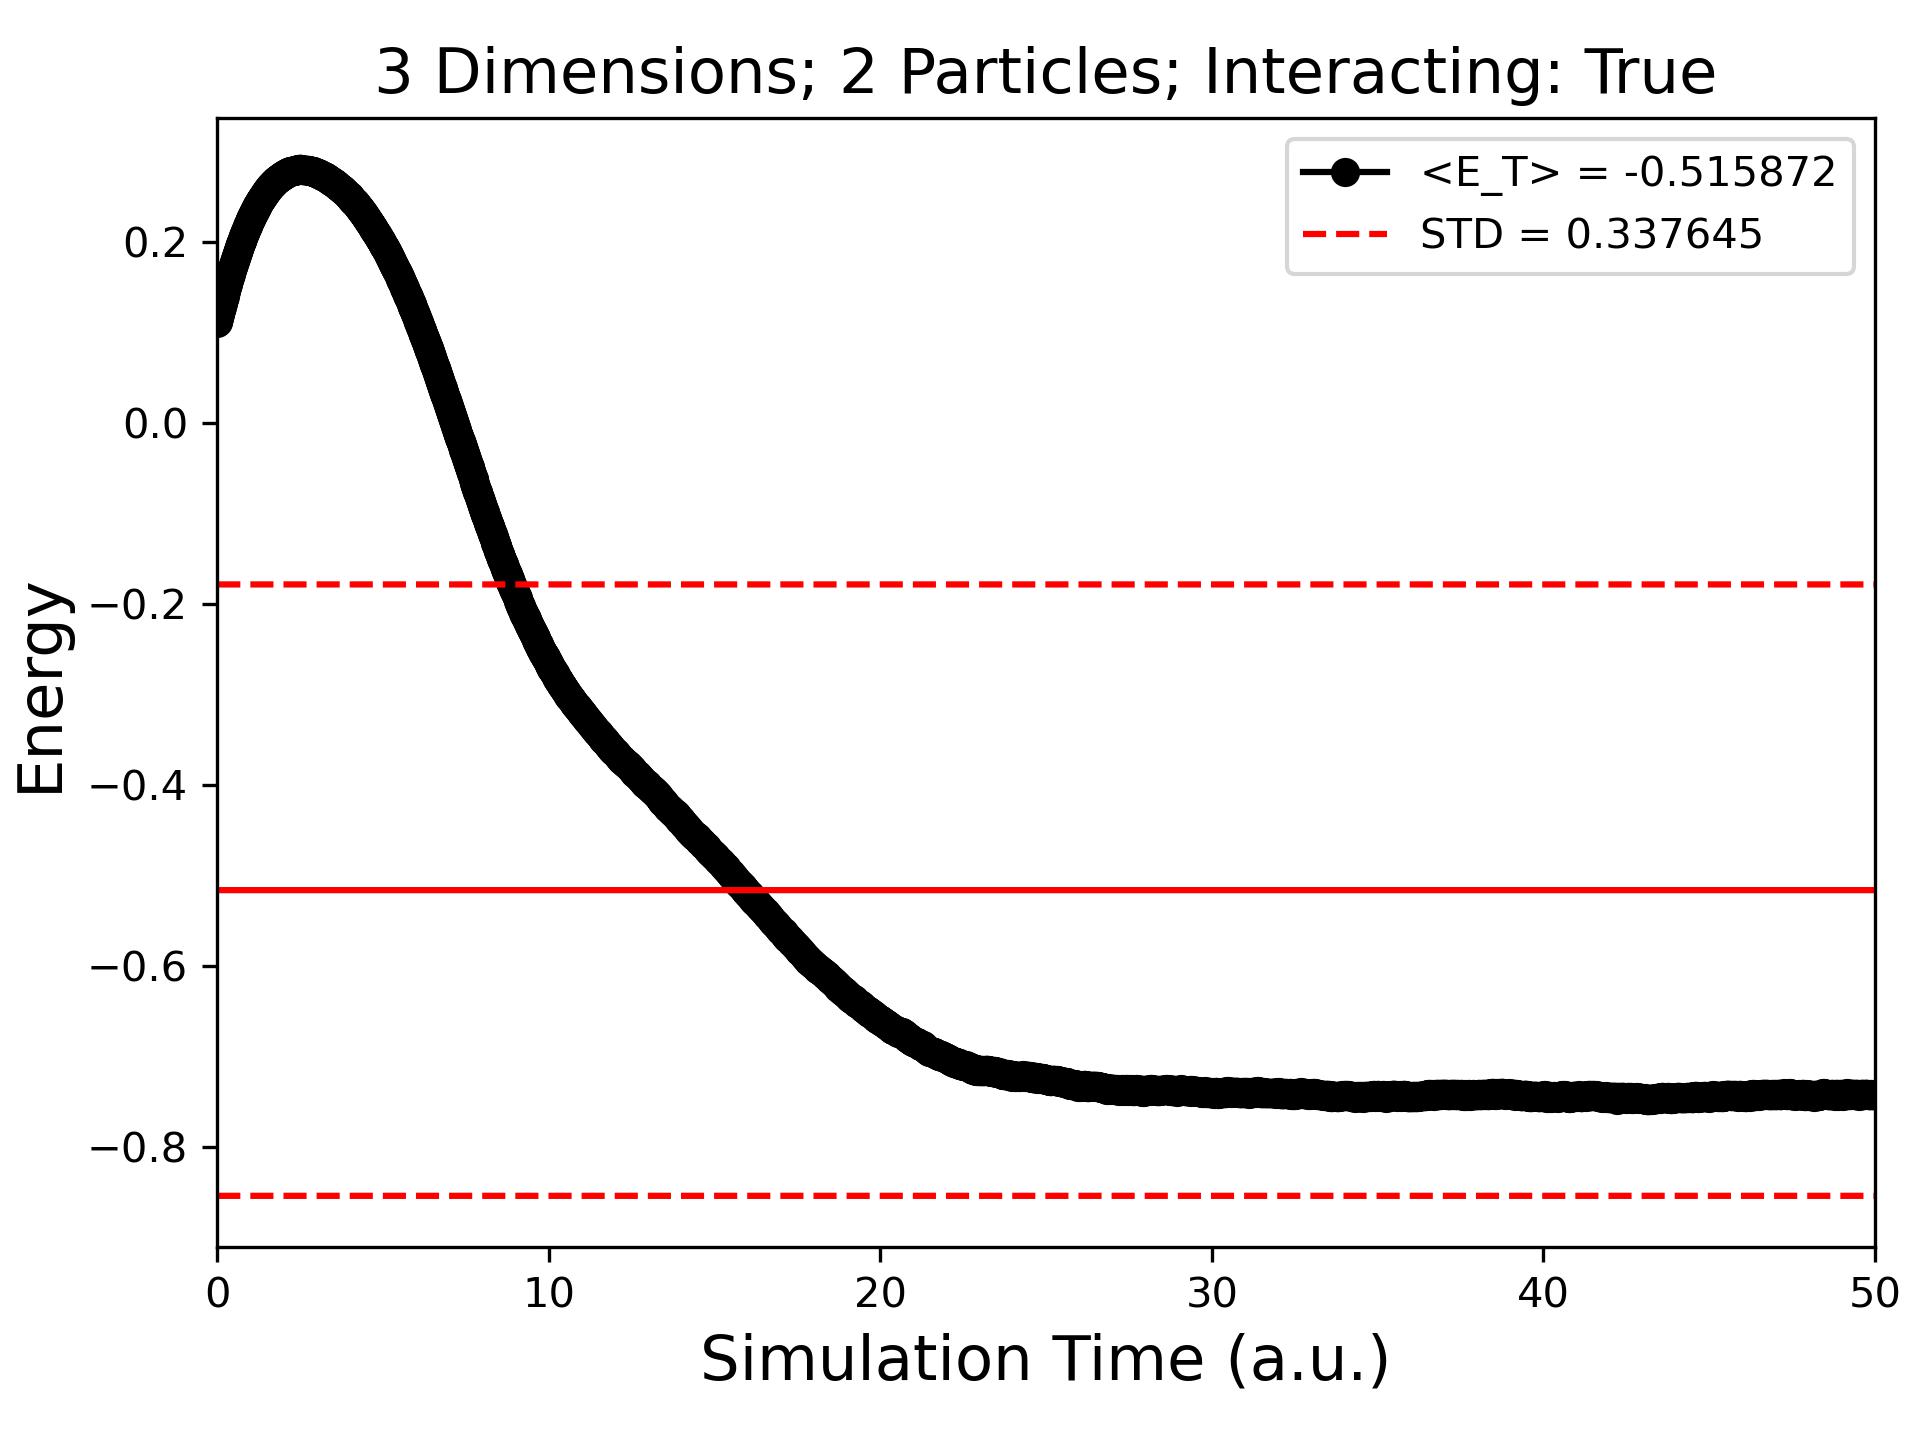 3 Dimensions; 2 Particles; Interacting: True
<E_T> = -0.515872
STD = 0.337645
Energy
0.2
0.0
−0.2
−0.4
−0.6
−0.8
0 10 20 30 40 50
Simulation Time (a.u.)